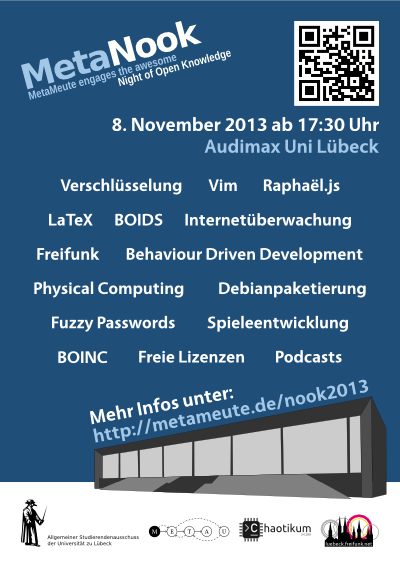 MetaNook
MetaMeute engages the awesome
Night of Open Knowledge
8. November 2013 ab 17:30 Uhr
Audimax Uni Lübeck
Verschlüsselung Vim Raphaël.js
LaTeX BOIDS Internetüberwachung
Freifunk Behaviour Driven Development
Physical Computing Debianpaketierung
Fuzzy Passwords Spieleentwicklung
BOINC Freie Lizenzen Podcasts
Mehr Infos unter:
http://metameute.de/nook2013
Allgemeiner Studierendenausschuss
der Universität zu Lübeck
M E T A U
Chaotikum
luebeck.freifunk.net